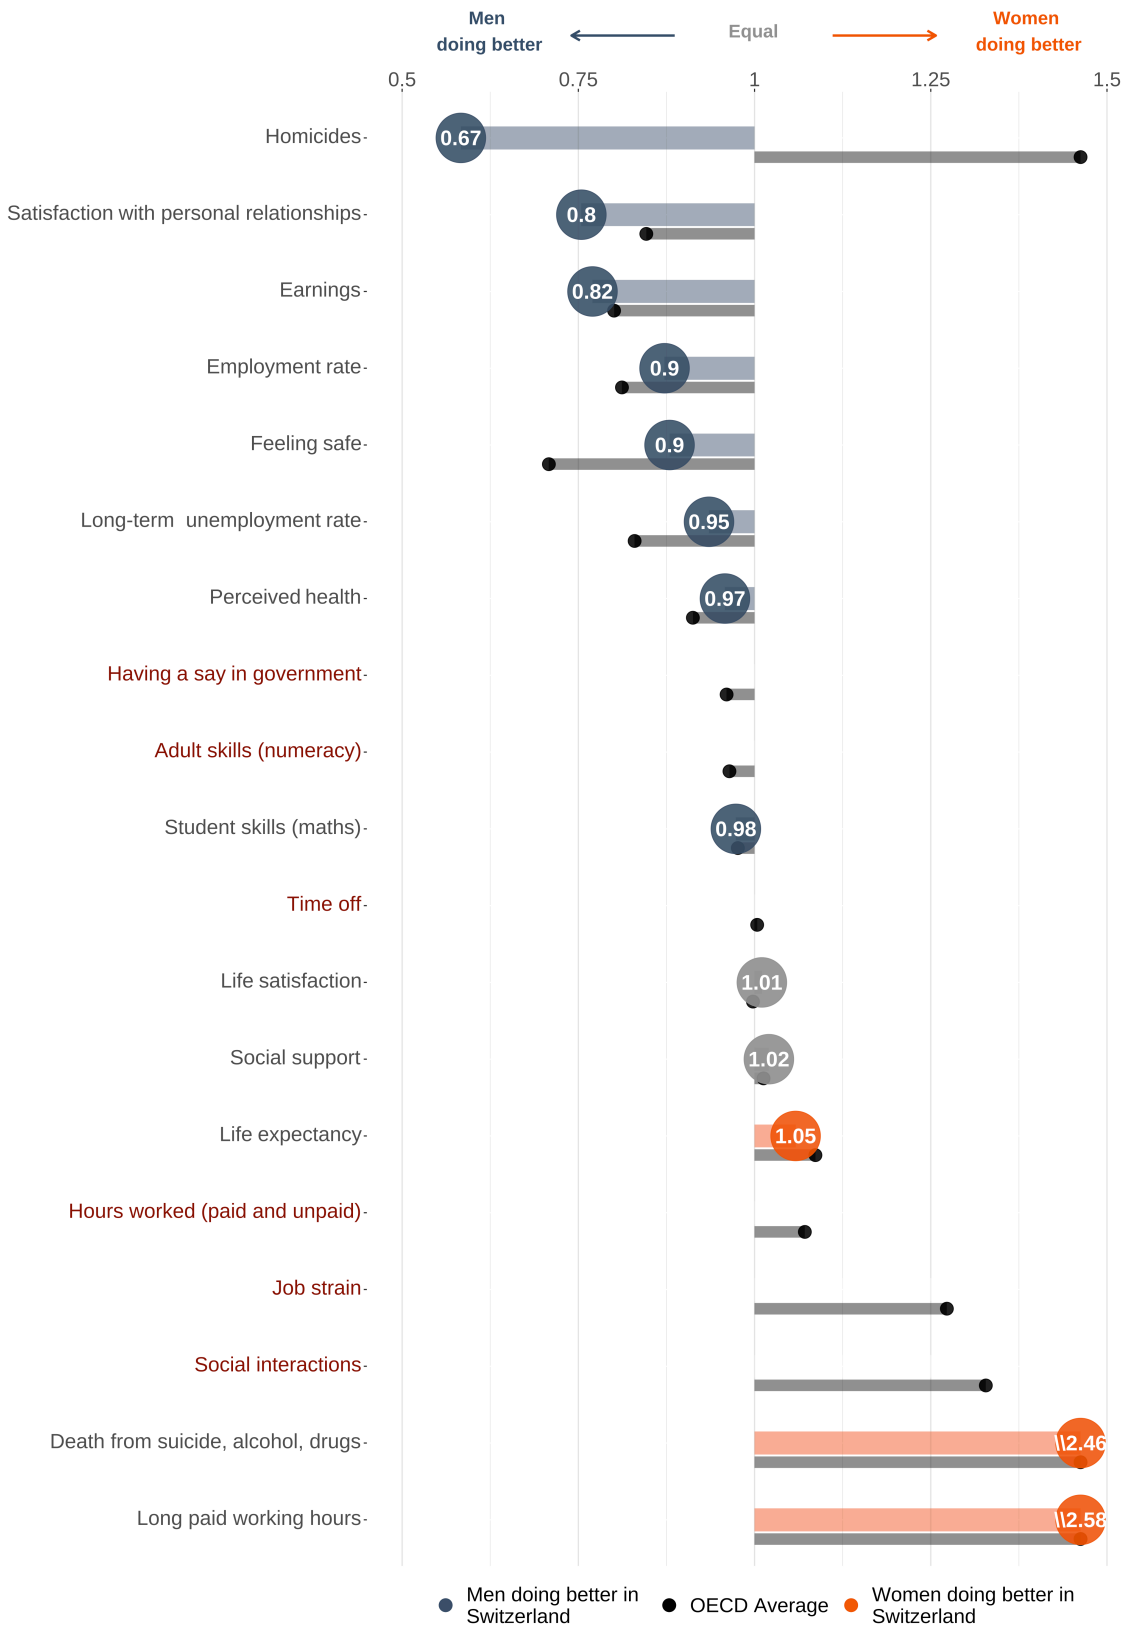 Men
doing better
Equal
Women
doing better
0.5 0.75 1 1.25 1.5
Homicides
0.67
Satisfaction with personal relationships
0.8
Earnings
0.82
Employment rate
0.9
Feeling safe
0.9
Long-term unemployment rate
0.95
Perceived health
0.97
Having a say in government
Adult skills (numeracy)
Student skills (maths)
0.98
Time off
Life satisfaction
1.01
Social support
1.02
Life expectancy
1.05
Hours worked (paid and unpaid)
Job strain
Social interactions
Death from suicide, alcohol, drugs
\\2.46
Long paid working hours
\\2.58
Men doing better in
Switzerland
OECD Average
Women doing better in
Switzerland